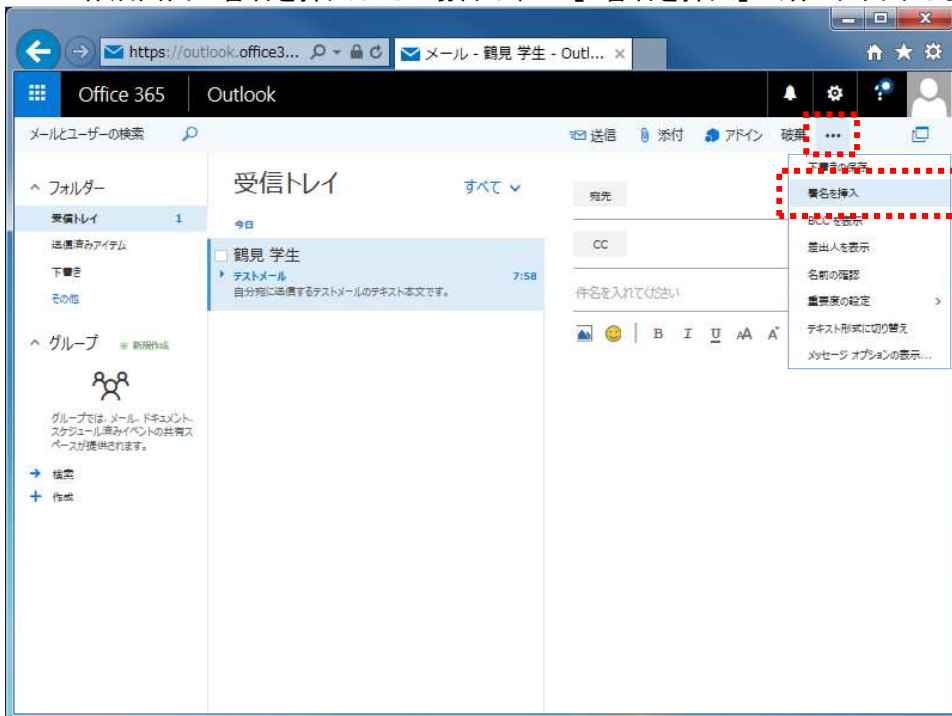 https://outlook.office3...
メール - 鶴見 学生 - Outl...
Office 365
Outlook
メールとユーザーの検索
送信
添付
アドイン
破棄
フォルダー
受信トレイ 1
送信済みアイテム
下書き
その他
グループ
新規作成
グループでは、メール、ドキュメント、
スケジュール済みイベントの共有ス
ペースが提供されます。
検索
作成
受信トレイ
すべて
今日
鶴見 学生
テストメール 7:58
自分宛に送信するテストメールのテキスト本文です。
宛先
CC
件名を入れてください
B I U AA A
下書きの保存
署名を挿入
BCC を表示
差出人を表示
名前の確認
重要度の設定
テキスト形式に切り替え
メッセージ オプションの表示...